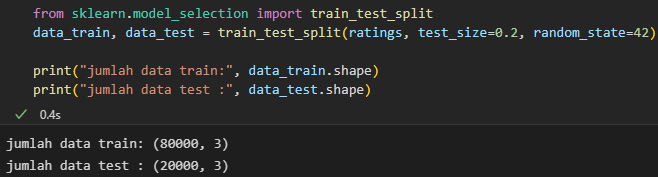 from sklearn.model_selection import train_test_split
data_train, data_test = train_test_split(ratings, test_size=0.2, random_state=42)
print("jumlah data train:", data_train.shape)
print("jumlah data test :", data_test.shape)
0.4s
jumlah data train: (80000, 3)
jumlah data test : (20000, 3)